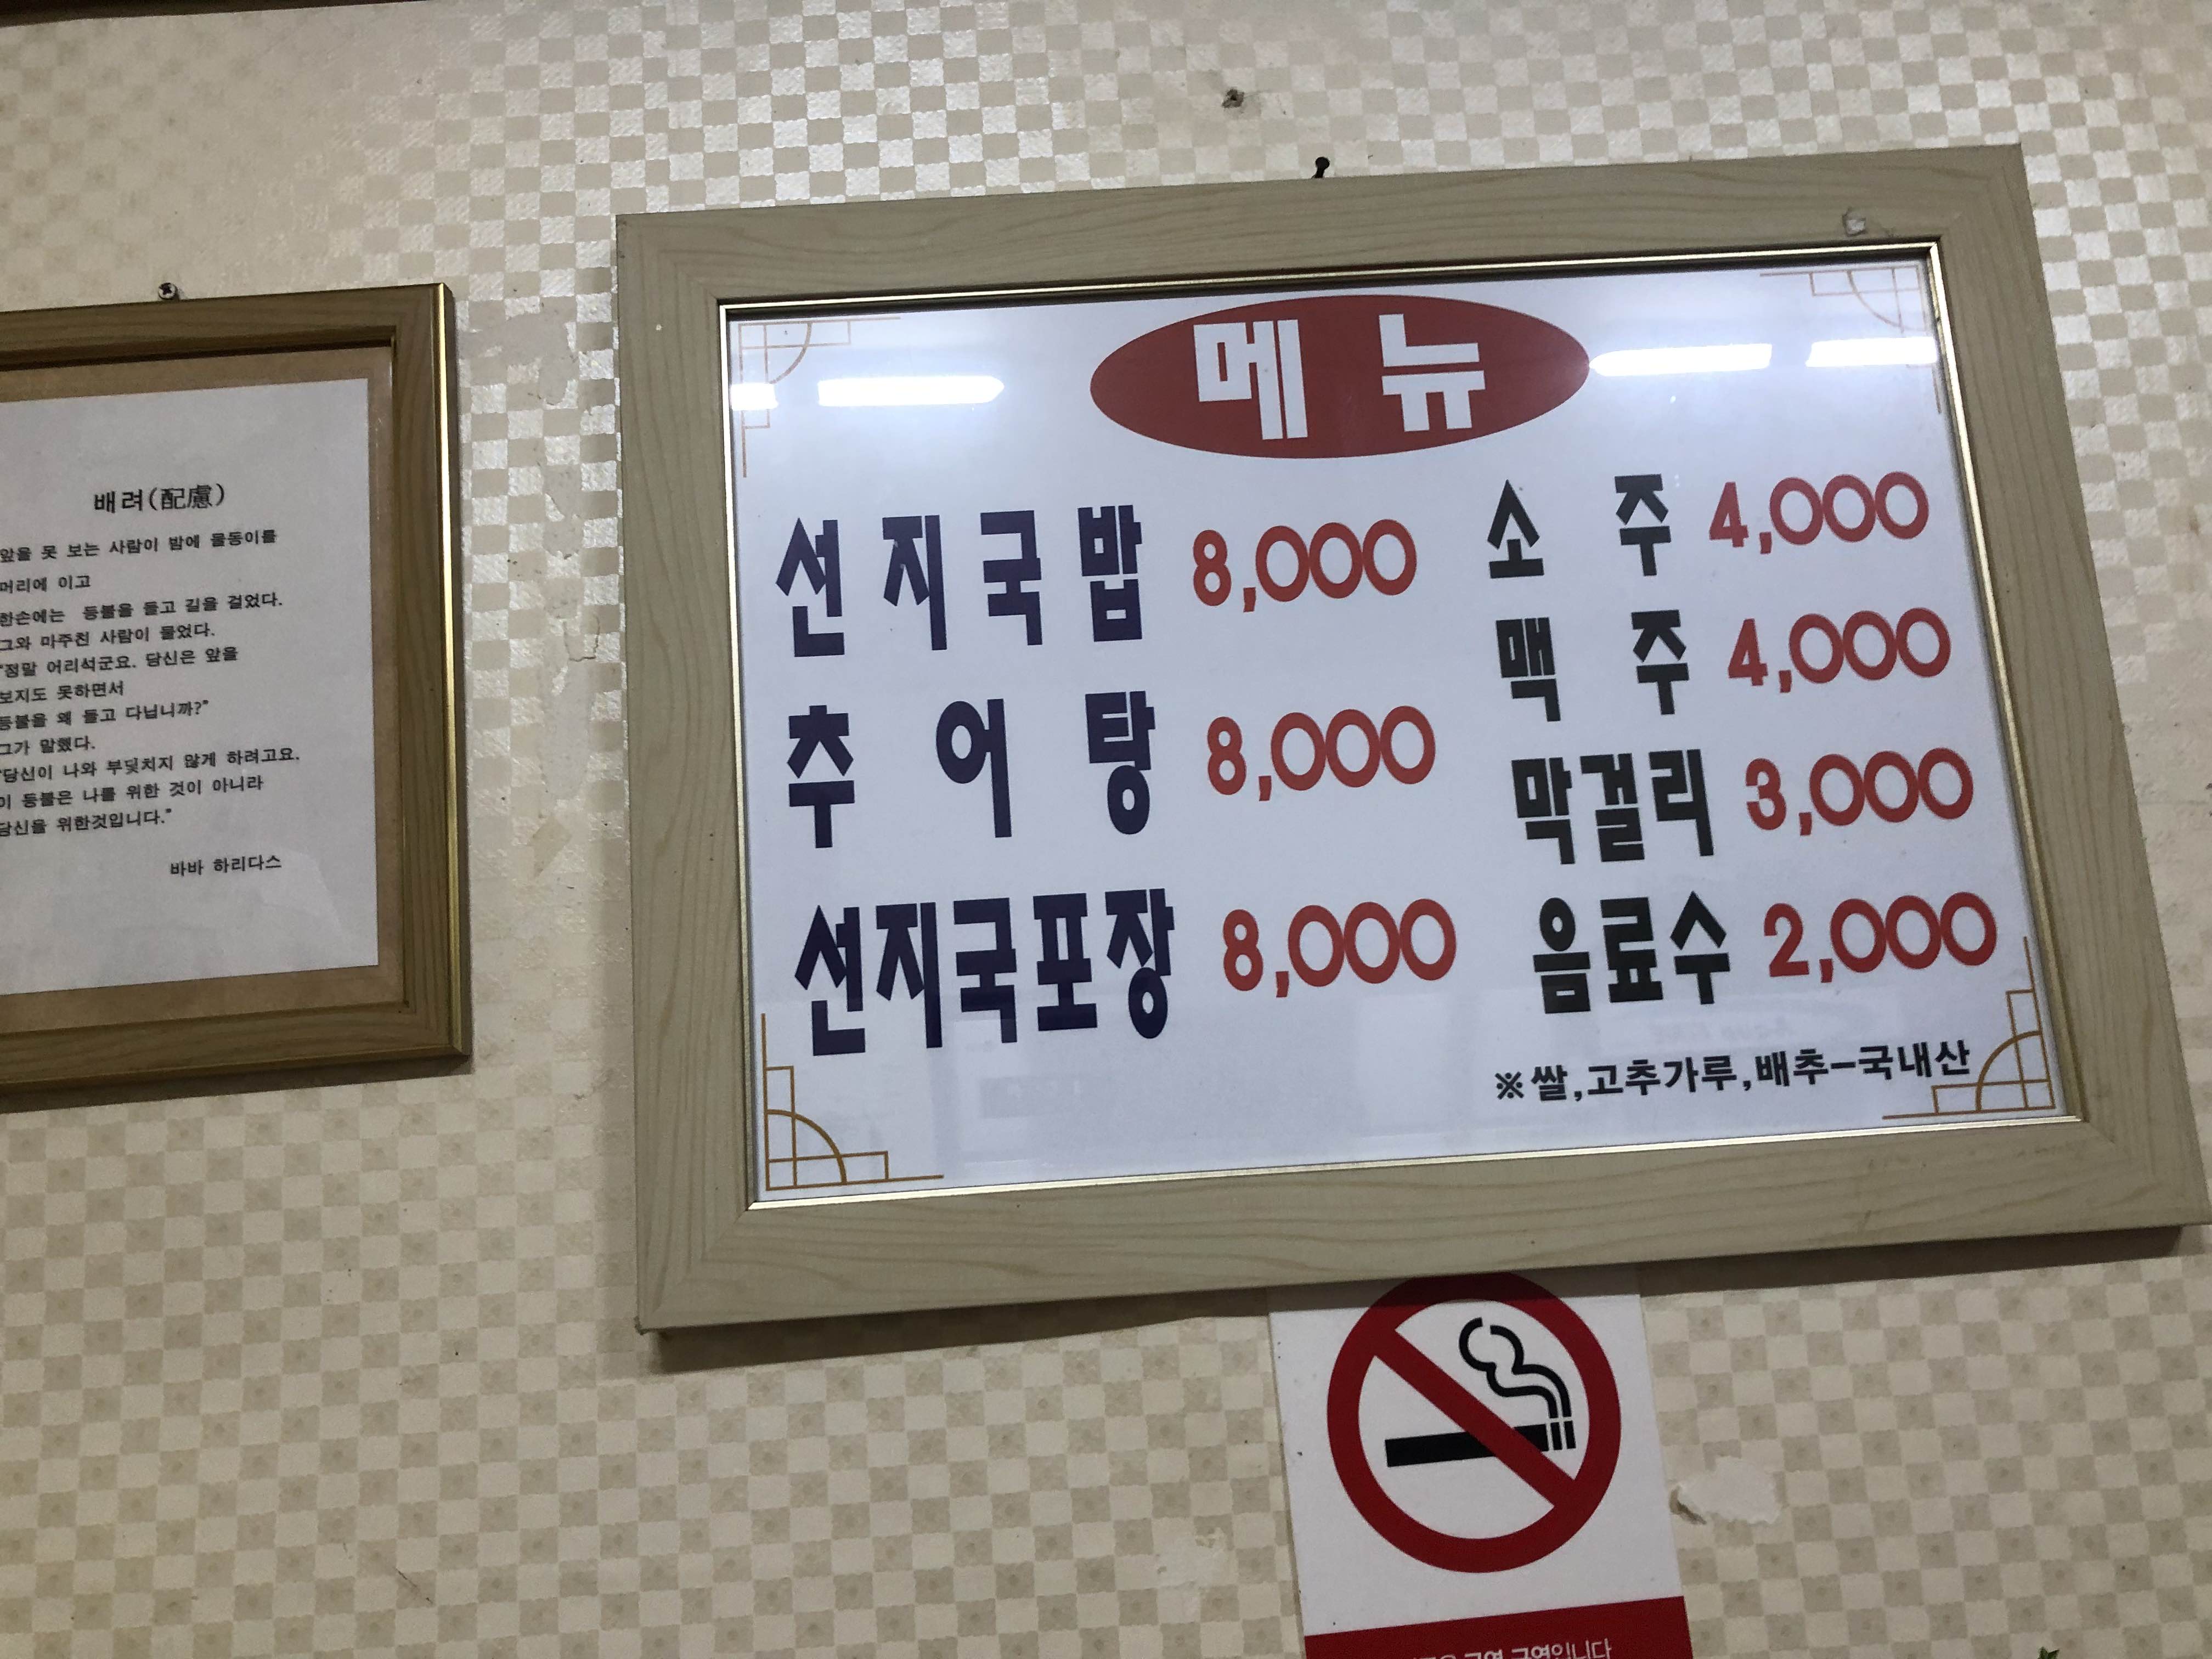 배려(配慮)
앞을 못 보는 사람이 밤에 물동이를
머리에 이고
한손에는 등불을 들고 길을 걸었다.
그와 마주친 사람이 물었다.
"정말 어리석군요. 당신은 앞을
보지도 못하면서
등불을 왜 들고 다닙니까?"
그가 말했다.
"당신이 나와 부딪치지 않게 하려고요.
이 등불은 나를 위한 것이 아니라
당신을 위한것입니다."
바바 하리다스
메뉴
선지국밥 8,000
추어탕 8,000
선지국포장 8,000
소주 4,000
맥주 4,000
막걸리 3,000
음료수 2,000
※쌀,고추가루,배추-국내산
금연 구역입니다